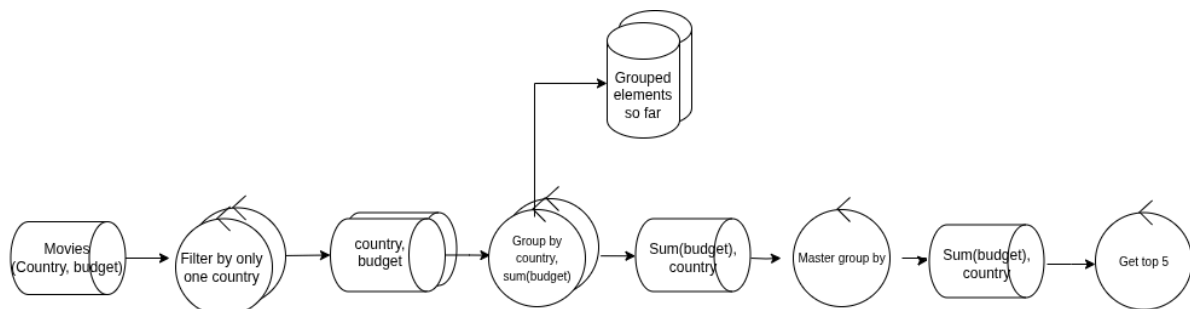 Grouped
elements
so far
Movies
(Country, budget)
Filter by only
one country
country,
budget
Group by
country,
sum(budget)
Sum(budget),
country
Master group by
Sum(budget),
country
Get top 5